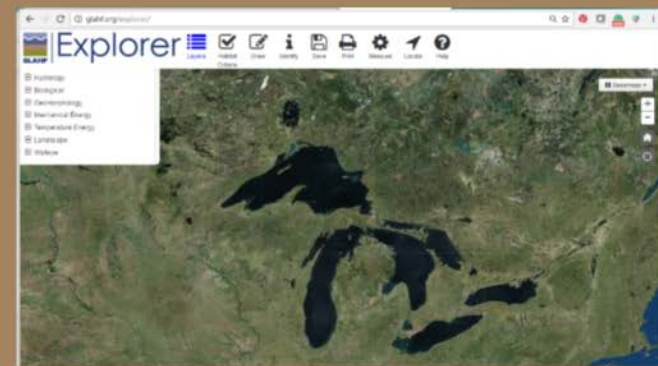 glahf.org/explorer/
GLAHF
Explorer
Layers
Habitat Criteria
Draw
Identify
Save
Print
Measure
Locate
Help
Hydrology
Biological
Geomorphology
Mechanical Energy
Temperature Energy
Landscape
Basemap